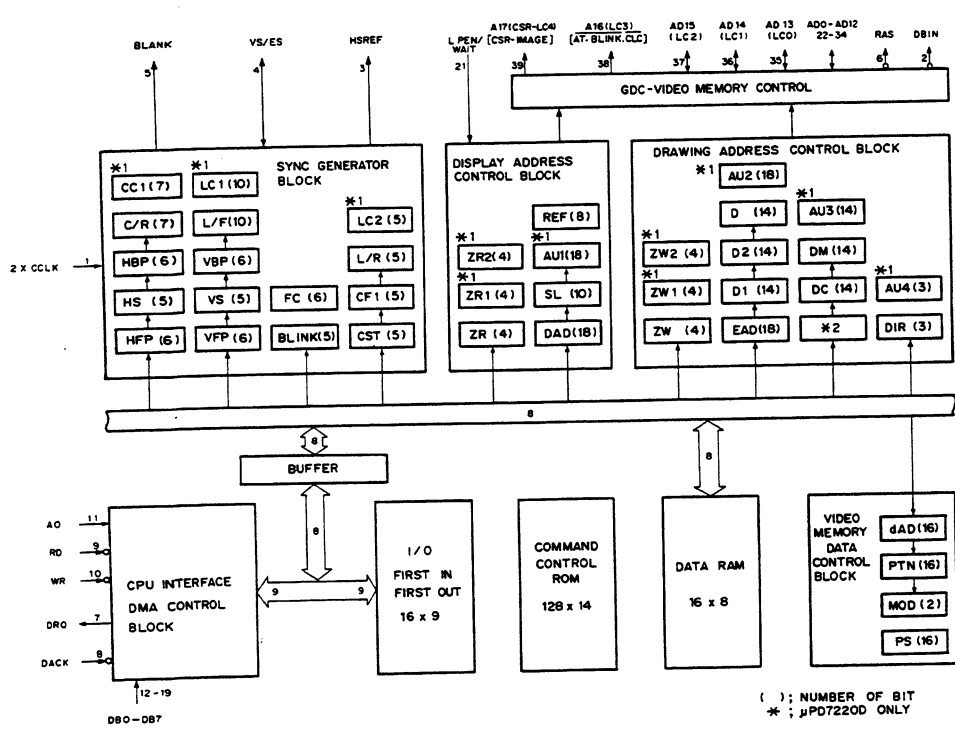 BLANK
VS/ES
HSREF
L PEN/
WAIT
A17(CSR-LC4)
[CSR-IMAGE]
A16(LC3)
[AT-BLINK.CLC]
AD15
(LC2)
AD14
(LC1)
AD13
(LC0)
AD0-AD12
22-34
RAS
DBIN
5
4
3
21
39
38
37
36
35
6
2
GDC-VIDEO MEMORY CONTROL
SYNC GENERATOR
BLOCK
*1
CC1(7)
*1
LC1(10)
C/R(7)
L/F(10)
*1
LC2(5)
HBP(6)
VBP(6)
L/R(5)
HS (5)
VS(5)
FC (6)
CF1(5)
HFP(6)
VFP(6)
BLINK(5)
CST(5)
2 X CCLK
1
DISPLAY ADDRESS
CONTROL BLOCK
REF(8)
*1
ZR2(4)
*1
AU1(18)
*1
ZR1(4)
SL (10)
ZR (4)
DAD(18)
DRAWING ADDRESS CONTROL BLOCK
*1
AU2(18)
*1
D (14)
AU3(14)
*1
ZW2(4)
D2(14)
DM(14)
*1
ZW1(4)
D1(14)
DC(14)
*1
AU4(3)
ZW (4)
EAD(18)
*2
DIR(3)
8
8
BUFFER
8
8
A0
11
RD
9
WR
10
DRQ
7
DACK
8
12-19
DB0-DB7
CPU INTERFACE
DMA CONTROL
BLOCK
9
9
I/O
FIRST IN
FIRST OUT
16 x 9
COMMAND
CONTROL
ROM
128 x 14
DATA RAM
16 x 8
VIDEO
MEMORY
DATA
CONTROL
BLOCK
dAD(16)
PTN(16)
MOD(2)
PS(16)
( ); NUMBER OF BIT
* ; µPD7220D ONLY